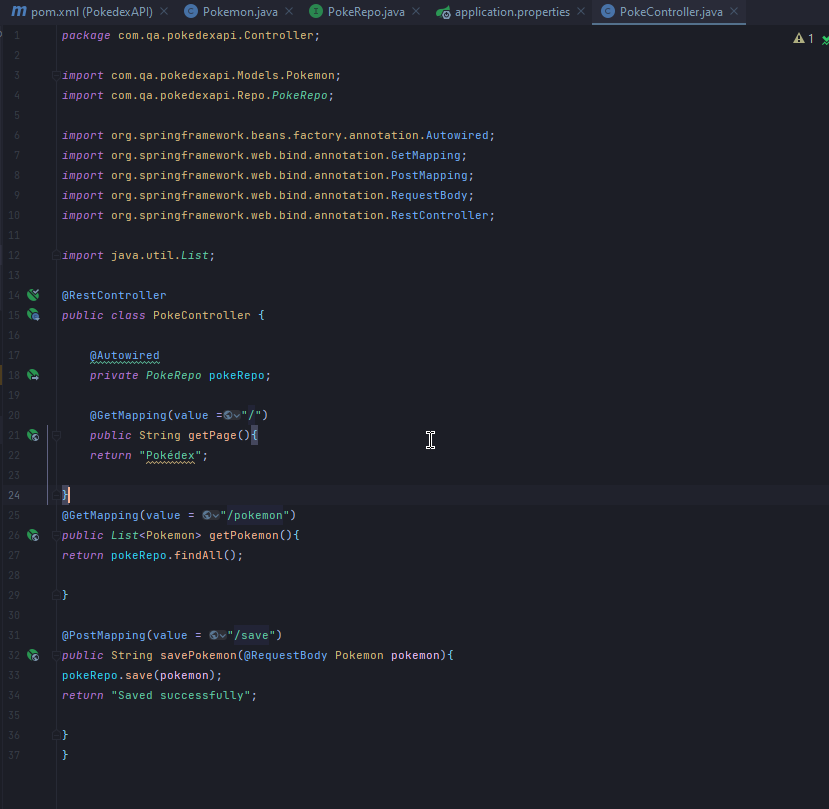 pom.xml (PokedexAPI) Pokemon.java PokeRepo.java application.properties PokeController.java
1 package com.qa.pokedexapi.Controller;
1
2
3 import com.qa.pokedexapi.Models.Pokemon;
4 import com.qa.pokedexapi.Repo.PokeRepo;
5
6 import org.springframework.beans.factory.annotation.Autowired;
7 import org.springframework.web.bind.annotation.GetMapping;
8 import org.springframework.web.bind.annotation.PostMapping;
9 import org.springframework.web.bind.annotation.RequestBody;
10 import org.springframework.web.bind.annotation.RestController;
11
12 import java.util.List;
13
14 @RestController
15 public class PokeController {
16
17 @Autowired
18 private PokeRepo pokeRepo;
19
20 @GetMapping(value ="/")
21 public String getPage(){
22 return "Pokédex";
23
24 }
25 @GetMapping(value = "/pokemon")
26 public List<Pokemon> getPokemon(){
27 return pokeRepo.findAll();
28
29 }
30
31 @PostMapping(value = "/save")
32 public String savePokemon(@RequestBody Pokemon pokemon){
33 pokeRepo.save(pokemon);
34 return "Saved successfully";
35
36 }
37 }